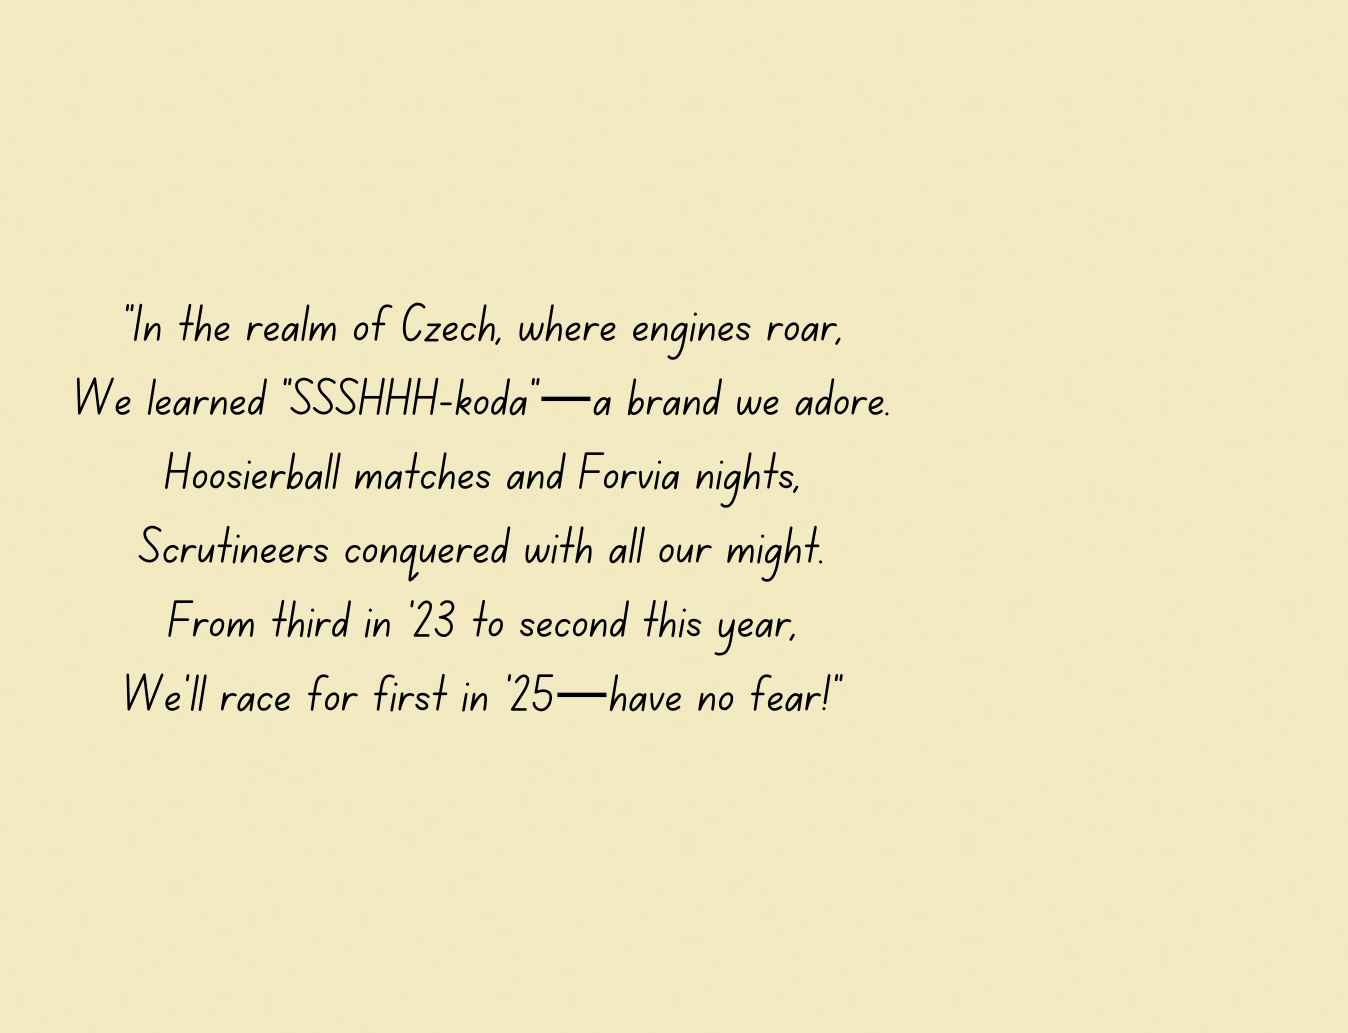 "In the realm of Czech, where engines roar,
We learned "SSSHHH-koda"—a brand we adore.
Hoosierball matches and Forvia nights,
Scrutineers conquered with all our might.
From third in '23 to second this year,
We'll race for first in '25—have no fear!"